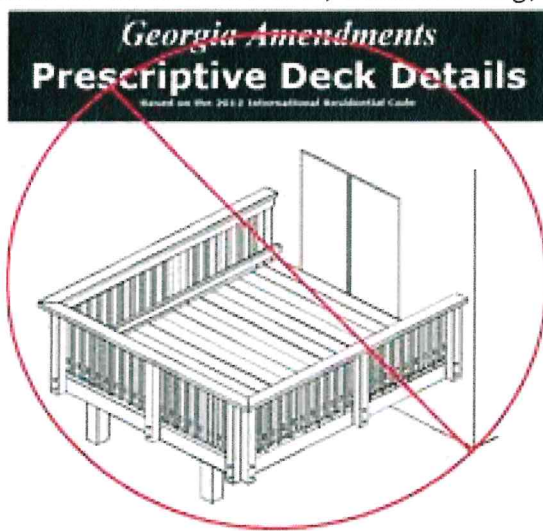 Georgia Amendments
Prescriptive Deck Details
Based on the 2012 International Residential Code